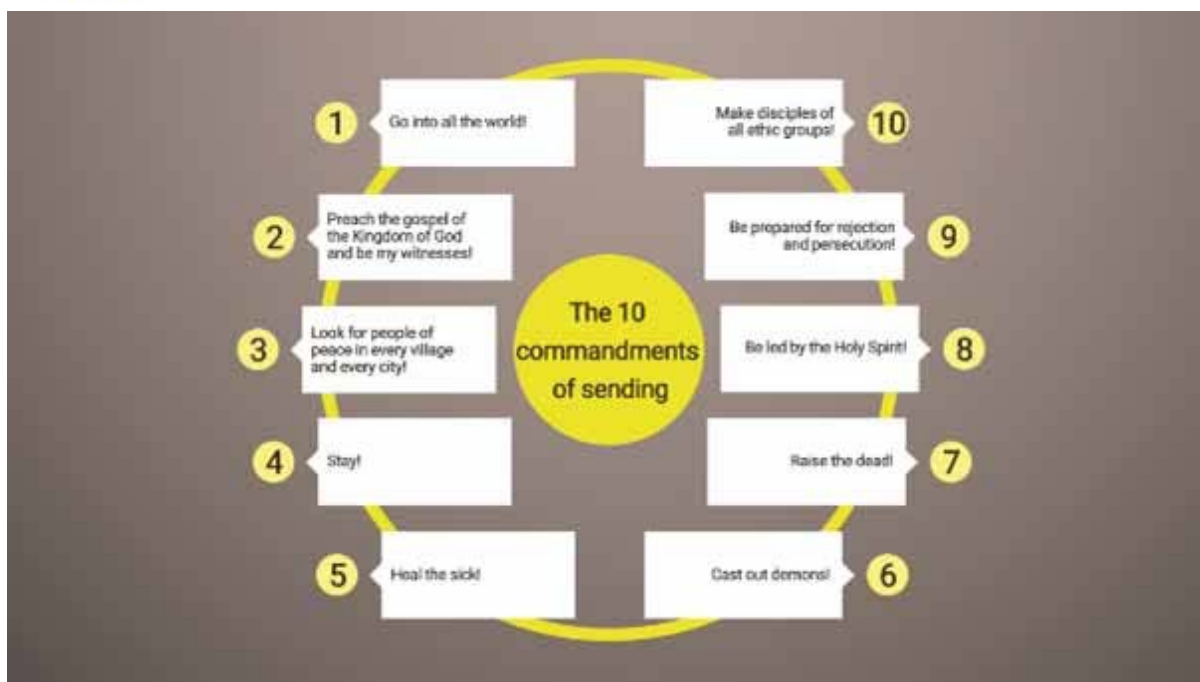 The 10
commandments
of sending
1
Go into all the world!
2
Preach the gospel of
the Kingdom of God
and be my witnesses!
3
Look for people of
peace in every village
and every city!
4
Stay!
5
Heal the sick!
6
Cast out demons!
7
Raise the dead!
8
Be led by the Holy Spirit!
9
Be prepared for rejection
and persecution!
10
Make disciples of
all ethic groups!